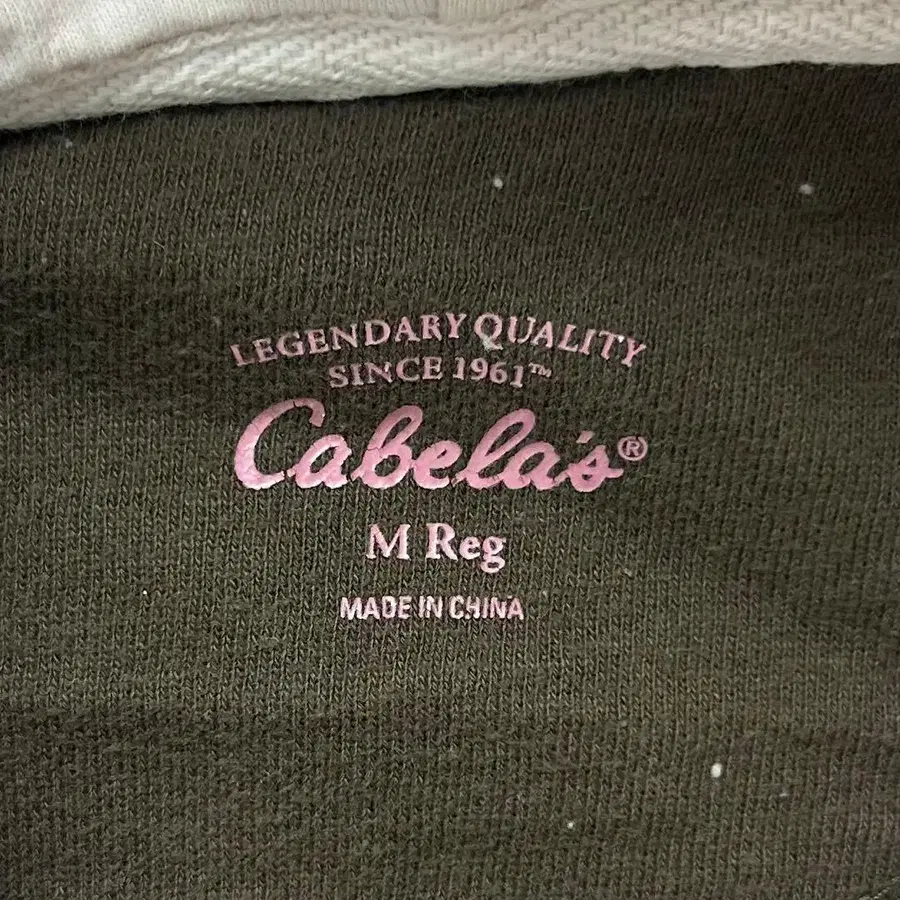 LEGENDARY QUALITY
SINCE 1961™
Cabela's®
M Reg
MADE IN CHINA